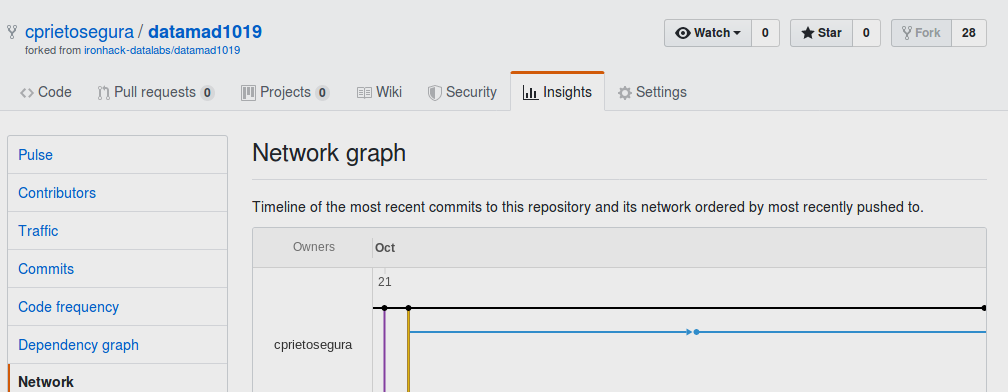 cprietosegura / datamad1019
Watch 0 Star 0 Fork 28
forked from ironhack-datalabs/datamad1019
Code Pull requests 0 Projects 0 Wiki Security Insights Settings
Pulse
Contributors
Traffic
Commits
Code frequency
Dependency graph
Network
Network graph
Timeline of the most recent commits to this repository and its network ordered by most recently pushed to.
Owners Oct
21
cprietosegura